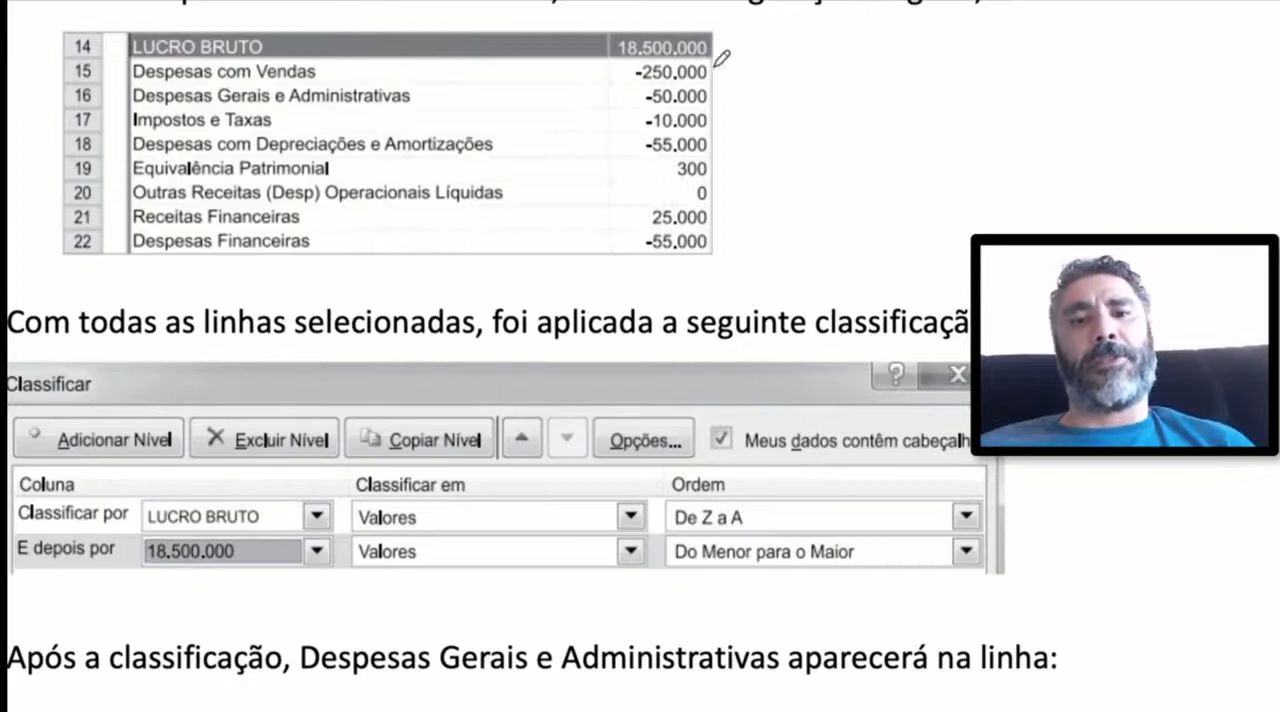 14 LUCRO BRUTO 18.500.000
15 Despesas com Vendas -250.000
16 Despesas Gerais e Administrativas -50.000
17 Impostos e Taxas -10.000
18 Despesas com Depreciações e Amortizações -55.000
19 Equivalência Patrimonial 300
20 Outras Receitas (Desp) Operacionais Líquidas 0
21 Receitas Financeiras 25.000
22 Despesas Financeiras -55.000
Com todas as linhas selecionadas, foi aplicada a seguinte classificaçã
Classificar ? X
Adicionar Nível Excluir Nível Copiar Nível Opções... Meus dados contêm cabeçalh
Coluna Classificar em Ordem
Classificar por LUCRO BRUTO Valores De Z a A
E depois por 18.500.000 Valores Do Menor para o Maior
Após a classificação, Despesas Gerais e Administrativas aparecerá na linha: